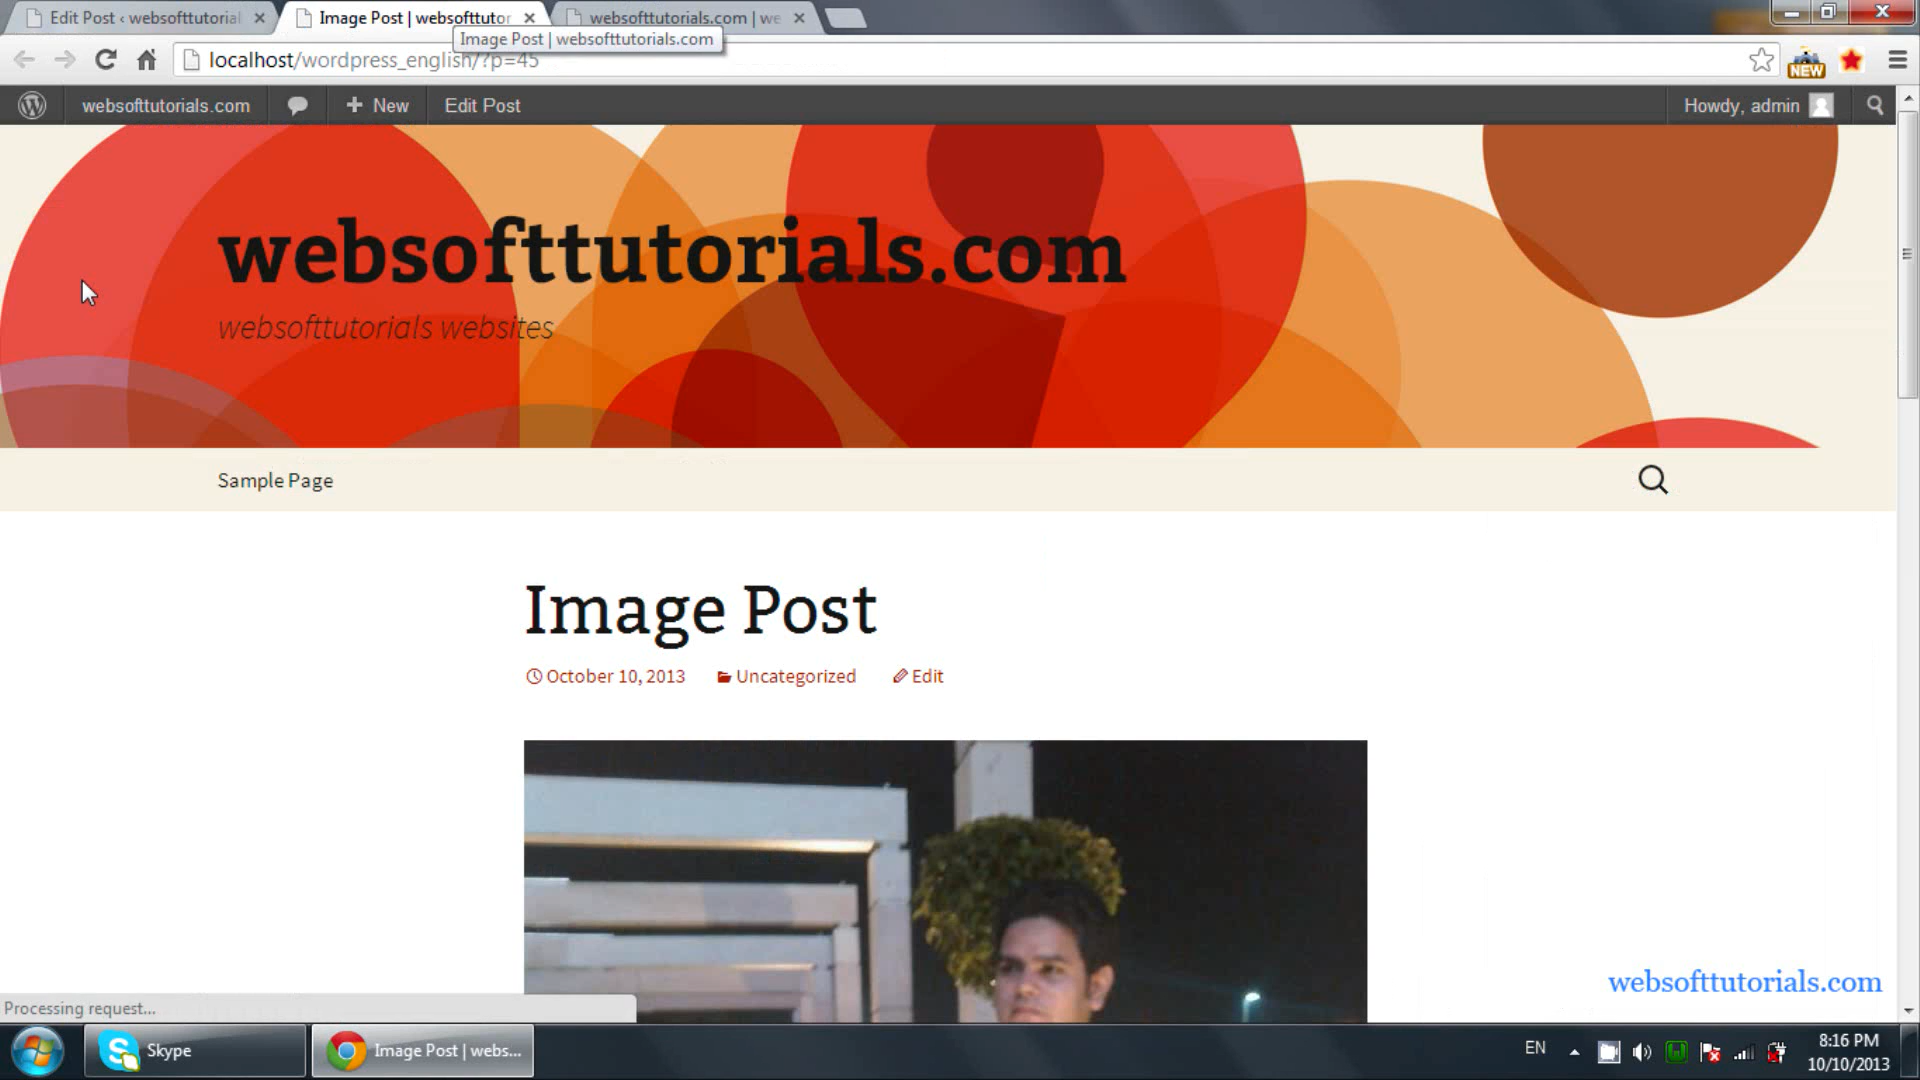 Edit Post ‹ websofttutorial
Image Post | websofttutor
websofttutorials.com | we
Image Post | websofttutorials.com
localhost/wordpress_english/?p=45
NEW
websofttutorials.com
+ New
Edit Post
Howdy, admin
websofttutorials.com
websofttutorials websites
Sample Page
Image Post
October 10, 2013
Uncategorized
Edit
websofttutorials.com
Processing request...
Skype
Image Post | webs...
EN
8:16 PM
10/10/2013